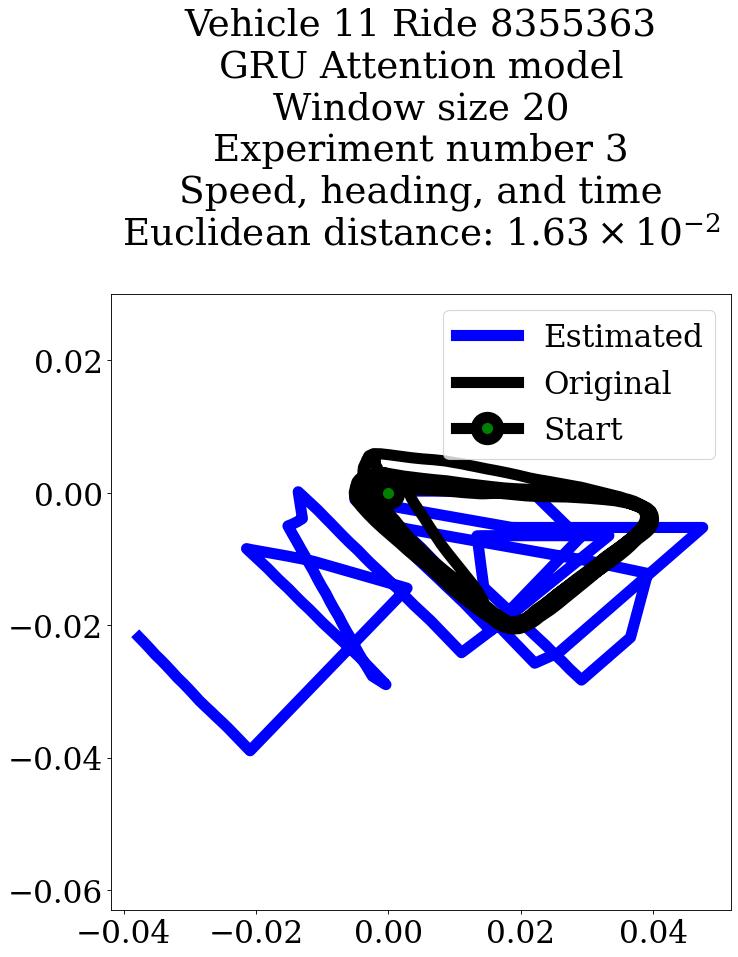 Vehicle 11 Ride 8355363
GRU Attention model
Window size 20
Experiment number 3
Speed, heading, and time
Euclidean distance: 1.63 × 10⁻²
Estimated
Original
Start
0.02
0.00
−0.02
−0.04
−0.06
−0.04 −0.02 0.00 0.02 0.04